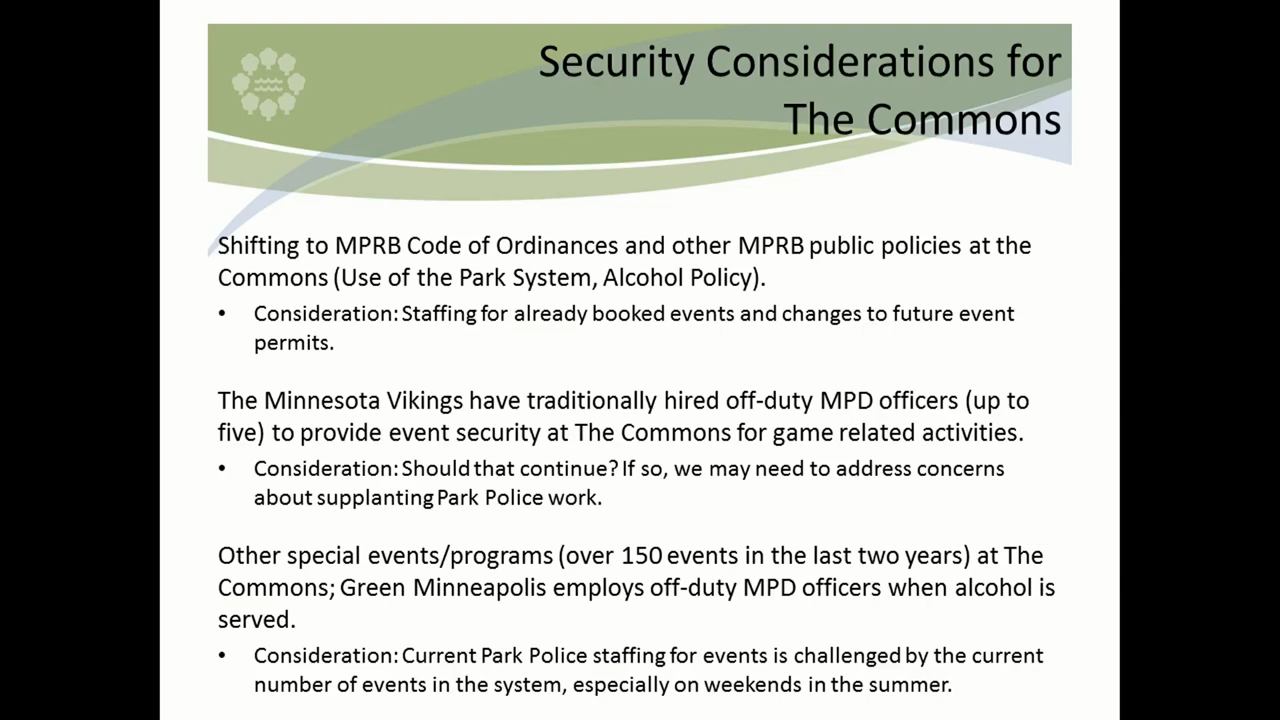 Security Considerations for
The Commons
Shifting to MPRB Code of Ordinances and other MPRB public policies at the
Commons (Use of the Park System, Alcohol Policy).
• Consideration: Staffing for already booked events and changes to future event
permits.
The Minnesota Vikings have traditionally hired off-duty MPD officers (up to
five) to provide event security at The Commons for game related activities.
• Consideration: Should that continue? If so, we may need to address concerns
about supplanting Park Police work.
Other special events/programs (over 150 events in the last two years) at The
Commons; Green Minneapolis employs off-duty MPD officers when alcohol is
served.
• Consideration: Current Park Police staffing for events is challenged by the current
number of events in the system, especially on weekends in the summer.